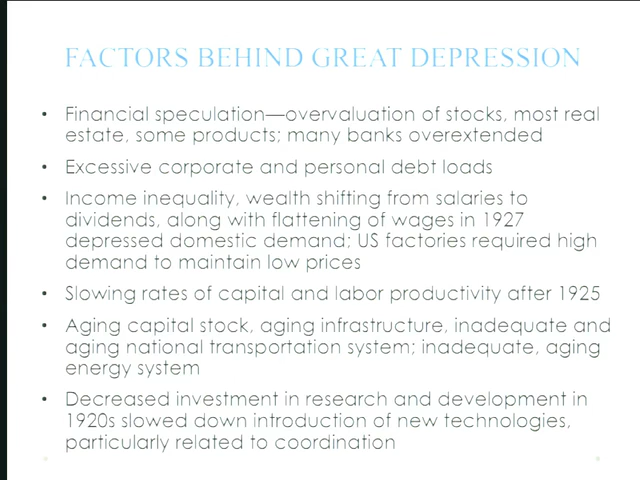 FACTORS BEHIND GREAT DEPRESSION
• Financial speculation—overvaluation of stocks, most real
estate, some products; many banks overextended
• Excessive corporate and personal debt loads
• Income inequality, wealth shifting from salaries to
dividends, along with flattening of wages in 1927
depressed domestic demand; US factories required high
demand to maintain low prices
• Slowing rates of capital and labor productivity after 1925
• Aging capital stock, aging infrastructure, inadequate and
aging national transportation system; inadequate, aging
energy system
• Decreased investment in research and development in
1920s slowed down introduction of new technologies,
particularly related to coordination